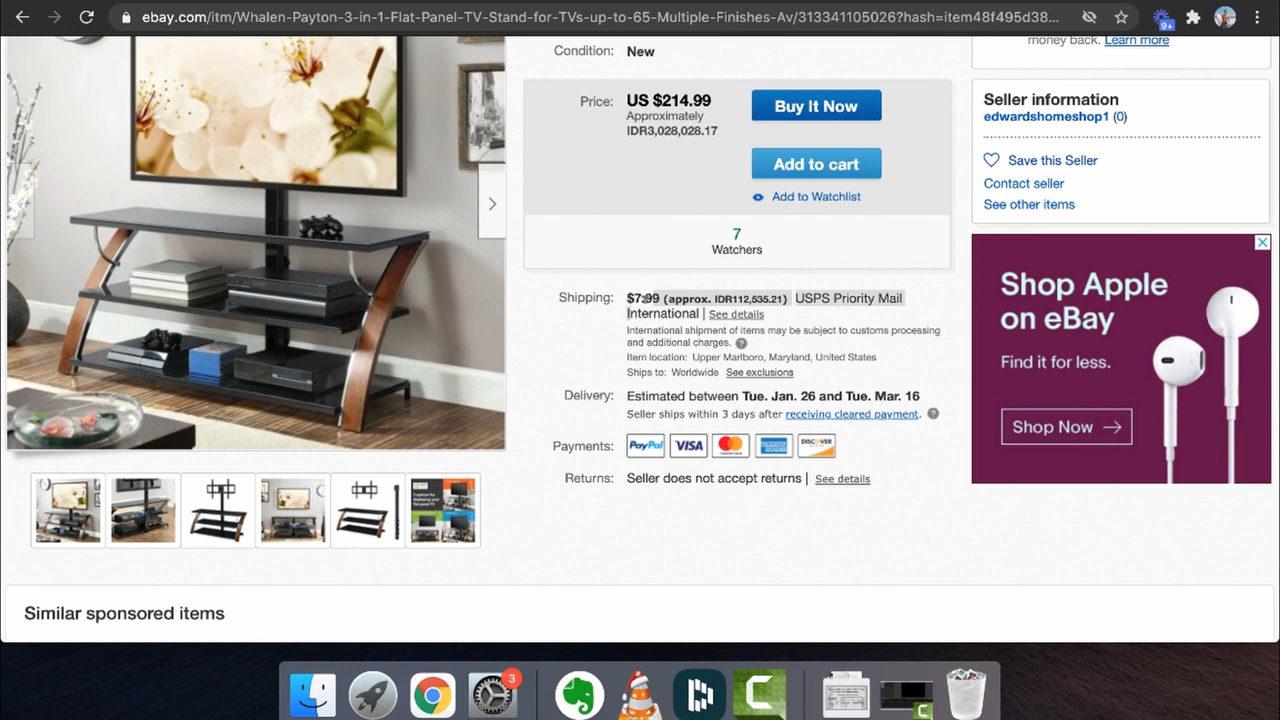 ebay.com/itm/Whalen-Payton-3-in-1-Flat-Panel-TV-Stand-for-TVs-up-to-65-Multiple-Finishes-Av/313341105026?hash=item48f495d38...
9+
money back. Learn more
Condition: New
Price: US $214.99
Approximately
IDR3,028,028.17
Buy It Now
Add to cart
Add to Watchlist
7
Watchers
Shipping: $7.99 (approx. IDR112,535.21) USPS Priority Mail
International | See details
International shipment of items may be subject to customs processing
and additional charges. ?
Item location: Upper Marlboro, Maryland, United States
Ships to: Worldwide See exclusions
Delivery: Estimated between Tue. Jan. 26 and Tue. Mar. 16
Seller ships within 3 days after receiving cleared payment. ?
Payments: PayPal VISA MasterCard DISCOVER
Returns: Seller does not accept returns | See details
Seller information
edwardshomeshop1 (0)
Save this Seller
Contact seller
See other items
Shop Apple
on eBay
Find it for less.
Shop Now
Similar sponsored items
3